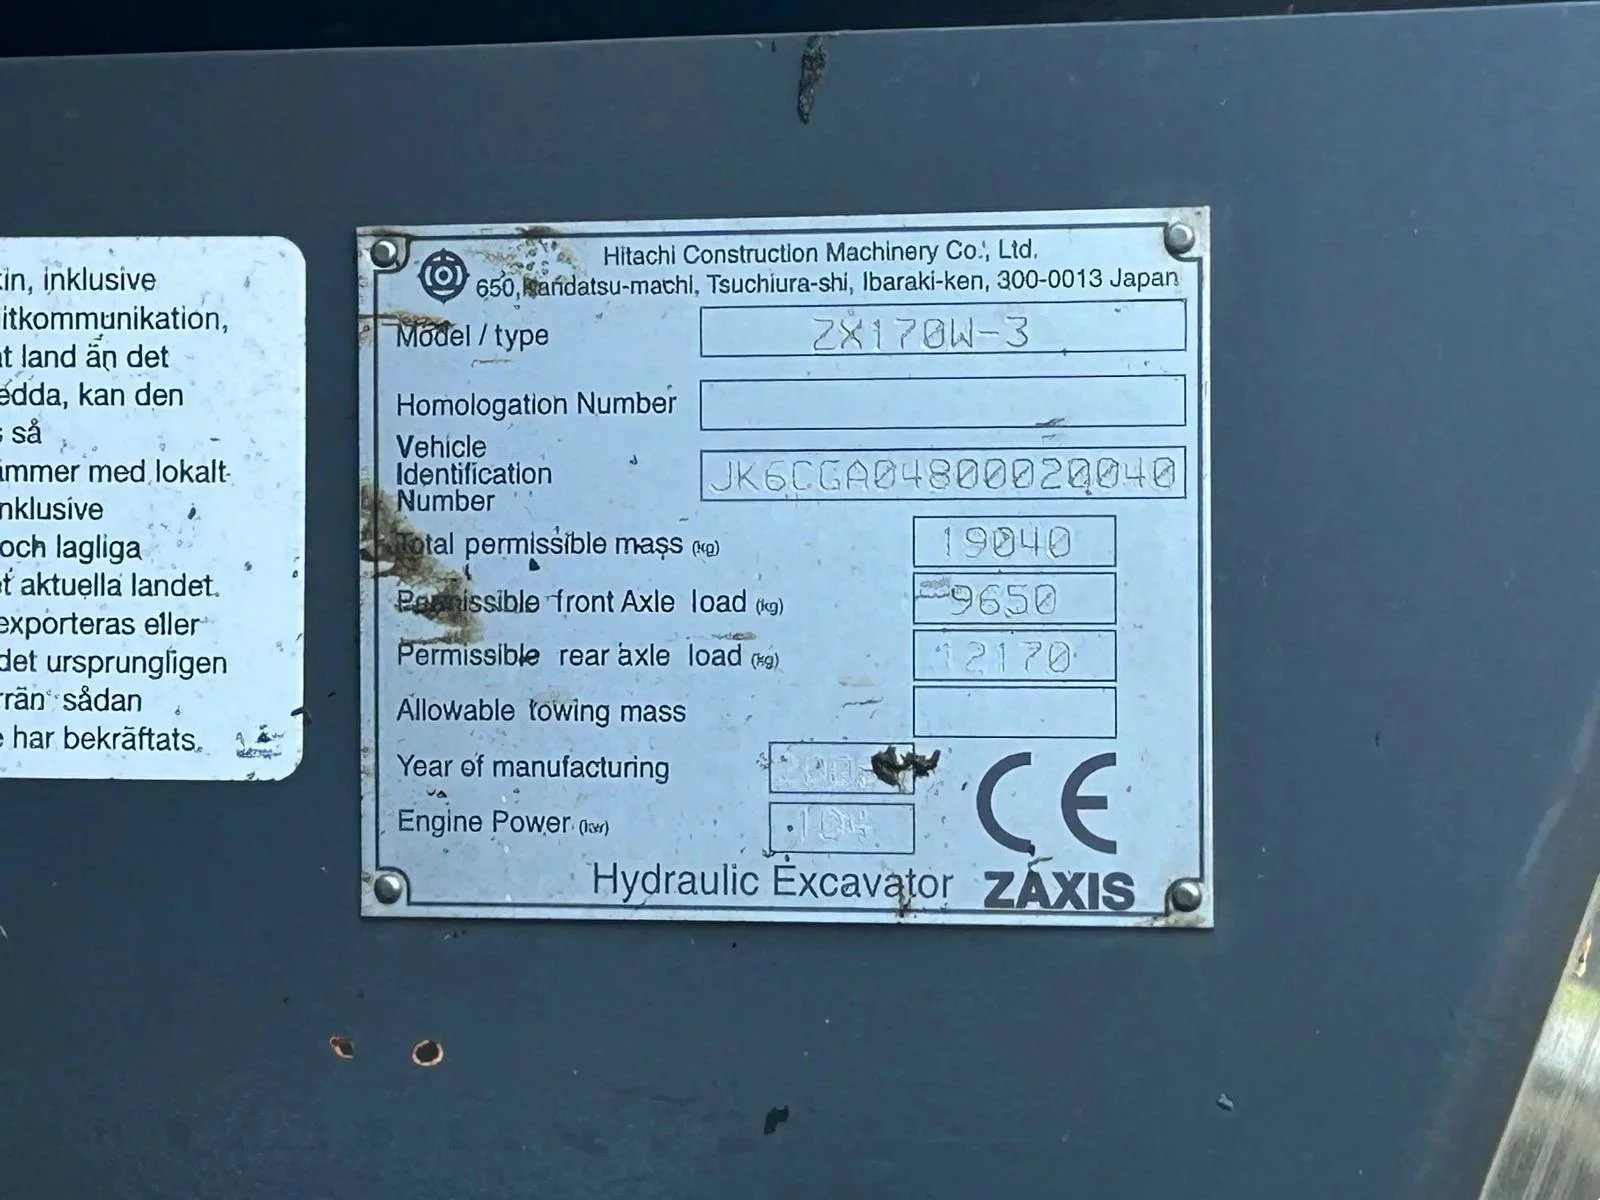 in, inklusive
itkommunikation,
t land än det
edda, kan den
s så
ämmer med lokalt
nklusive
och lagliga
t aktuella landet.
exporteras eller
det ursprungligen
rrän sådan
e har bekräftats.
Hitachi Construction Machinery Co., Ltd.
650, Kandatsu-machi, Tsuchiura-shi, Ibaraki-ken, 300-0013 Japan
Model / type ZX170W-3
Homologation Number
Vehicle
Identification
Number JK6CGA04800020040
Total permissible mass (kg) 19040
Permissible front Axle load (kg) 9650
Permissible rear axle load (kg) 12170
Allowable towing mass
Year of manufacturing
Engine Power (kw)
CE
Hydraulic Excavator ZAXIS